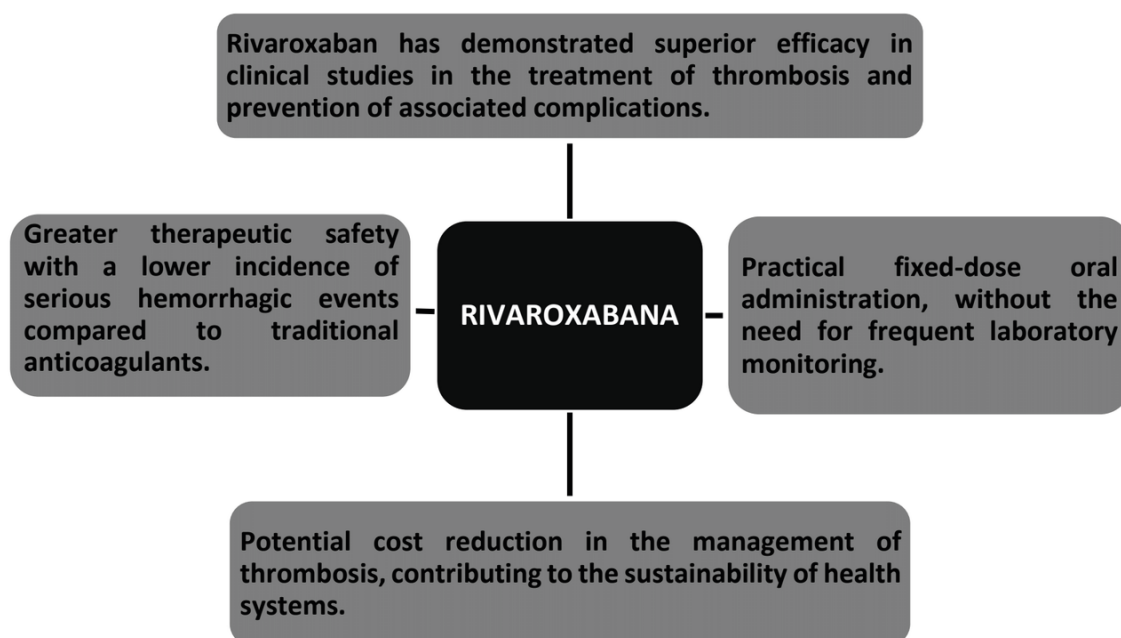 Rivaroxaban has demonstrated superior efficacy in
clinical studies in the treatment of thrombosis and
prevention of associated complications.
Greater therapeutic safety
with a lower incidence of
serious hemorrhagic events
compared to traditional
anticoagulants.
RIVAROXABANA
Practical fixed-dose oral
administration, without the
need for frequent laboratory
monitoring.
Potential cost reduction in the management of
thrombosis, contributing to the sustainability of health
systems.